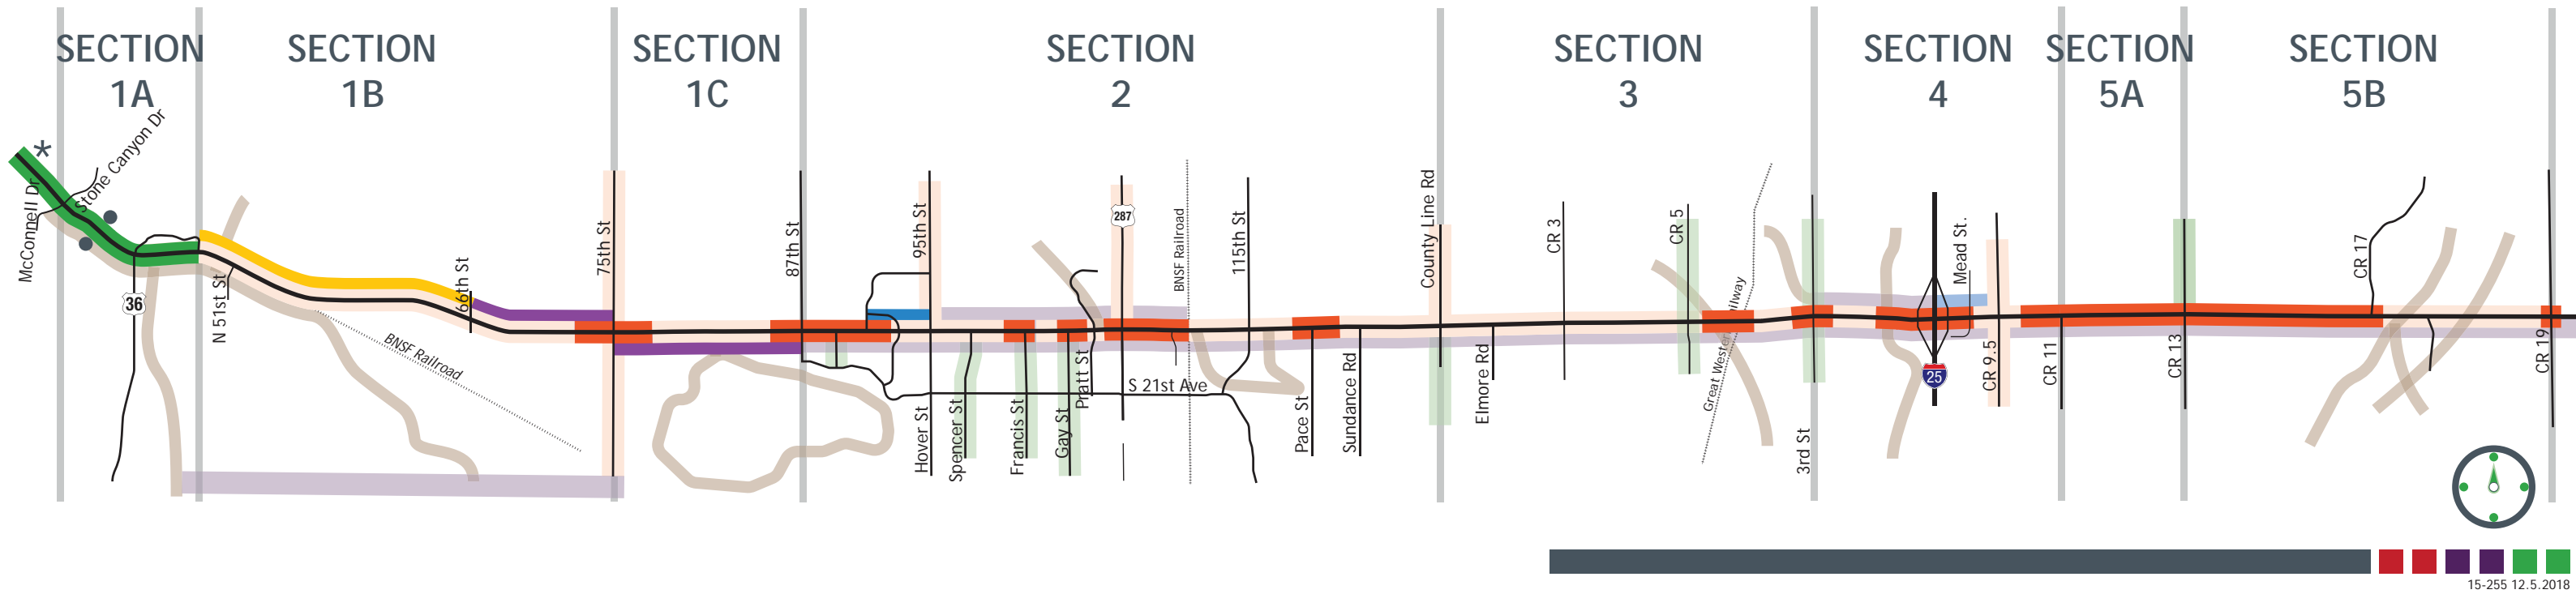 SECTION
1A
SECTION
1B
SECTION
1C
SECTION
2
SECTION
3
SECTION
4
SECTION
5A
SECTION
5B
*
McConnell Dr
Stone Canyon Dr
36
N 51st St
BNSF Railroad
66th St
75th St
87th St
95th St
Hover St
Spencer St
Francis St
Gay St
Pratt St
287
S 21st Ave
BNSF Railroad
115th St
Pace St
Sundance Rd
County Line Rd
Elmore Rd
CR 3
CR 5
Great Western Railway
3rd St
25
Mead St.
CR 9.5
CR 11
CR 13
CR 17
CR 19
15-255 12.5.2018